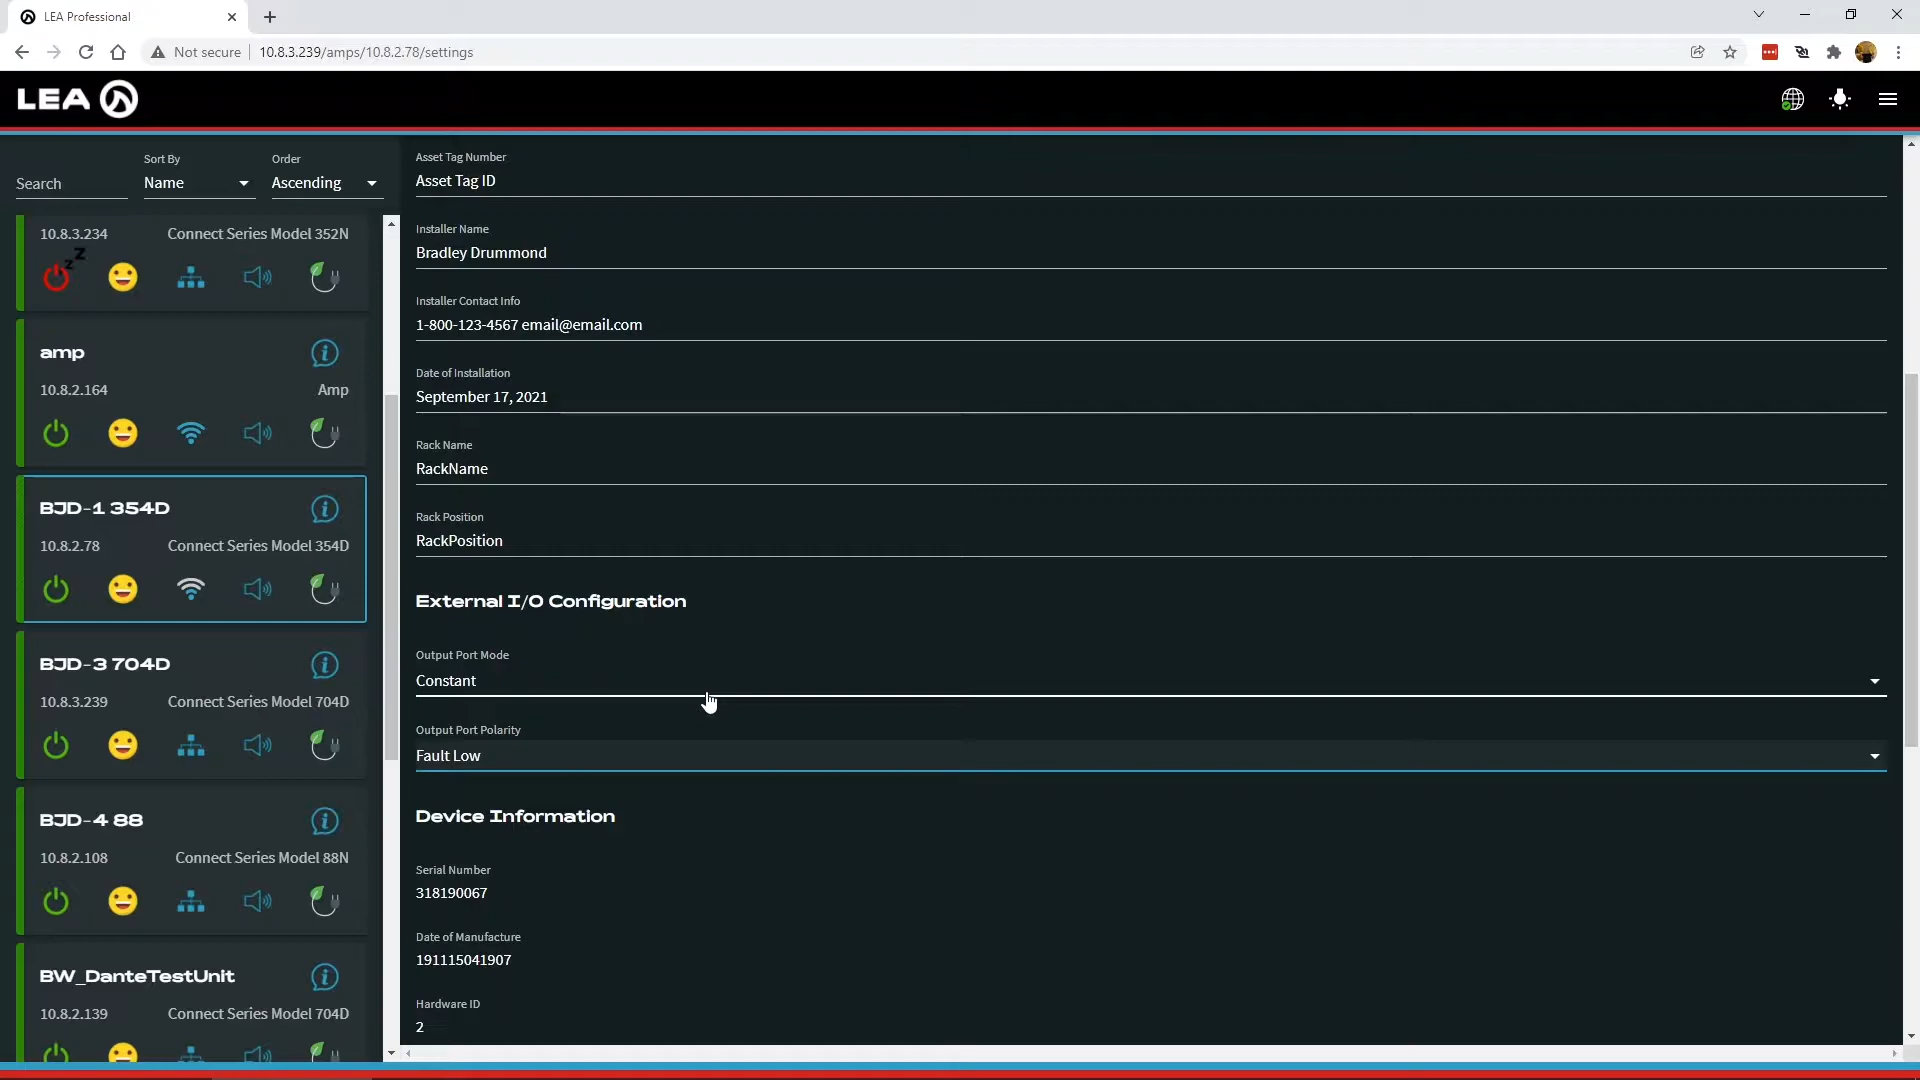 LEA Professional
Not secure
10.8.3.239/amps/10.8.2.78/settings
LEA
Search
Sort By
Name
Order
Ascending
10.8.3.234
Connect Series Model 352N
z z
amp
10.8.2.164
Amp
BJD-1 354D
10.8.2.78
Connect Series Model 354D
BJD-3 704D
10.8.3.239
Connect Series Model 704D
BJD-4 88
10.8.2.108
Connect Series Model 88N
BW_DanteTestUnit
10.8.2.139
Connect Series Model 704D
Asset Tag Number
Asset Tag ID
Installer Name
Bradley Drummond
Installer Contact Info
1-800-123-4567 email@email.com
Date of Installation
September 17, 2021
Rack Name
RackName
Rack Position
RackPosition
External I/O Configuration
Output Port Mode
Constant
Output Port Polarity
Fault Low
Device Information
Serial Number
318190067
Date of Manufacture
191115041907
Hardware ID
2